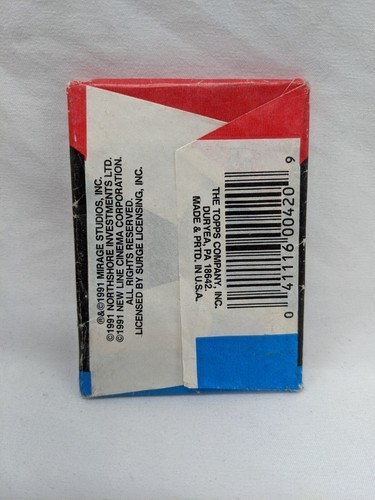 ®&©1991 MIRAGE STUDIOS, INC.
©1991 NORTHSHORE INVESTMENTS LTD.
©1991 NEW LINE CINEMA CORPORATION.
ALL RIGHTS RESERVED.
LICENSED BY SURGE LICENSING, INC.
THE TOPPS COMPANY, INC.
DURYEA, PA 18642.
MADE & PRTD. IN U.S.A.
0 41116 00420 9